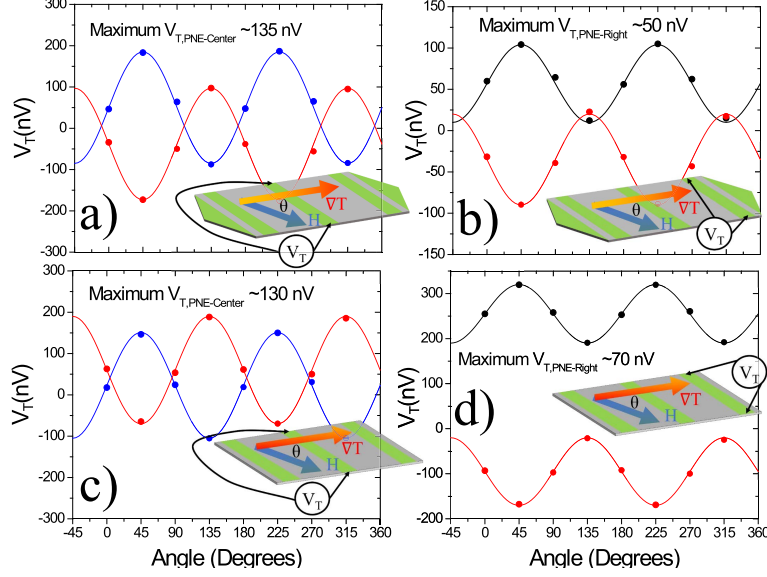 Maximum V_T,PNE-Center ~135 nV
V_T(nV)
300
200
100
0
-100
-200
-300
θ
H
∇T
V_T
a)
Maximum V_T,PNE-Right ~50 nV
V_T(nV)
150
100
50
0
-50
-100
-150
θ
H
∇T
V_T
b)
Maximum V_T,PNE-Center ~130 nV
V_T(nV)
300
200
150
100
50
0
-50
-100
-200
-300
θ
H
∇T
V_T
c)
-45 0 45 90 135 180 225 270 315 360
Angle (Degrees)
Maximum V_T,PNE-Right ~70 nV
300
200
100
0
-100
-200
θ
H
∇T
V_T
d)
-45 0 45 90 135 180 225 270 315 360
Angle (Degrees)